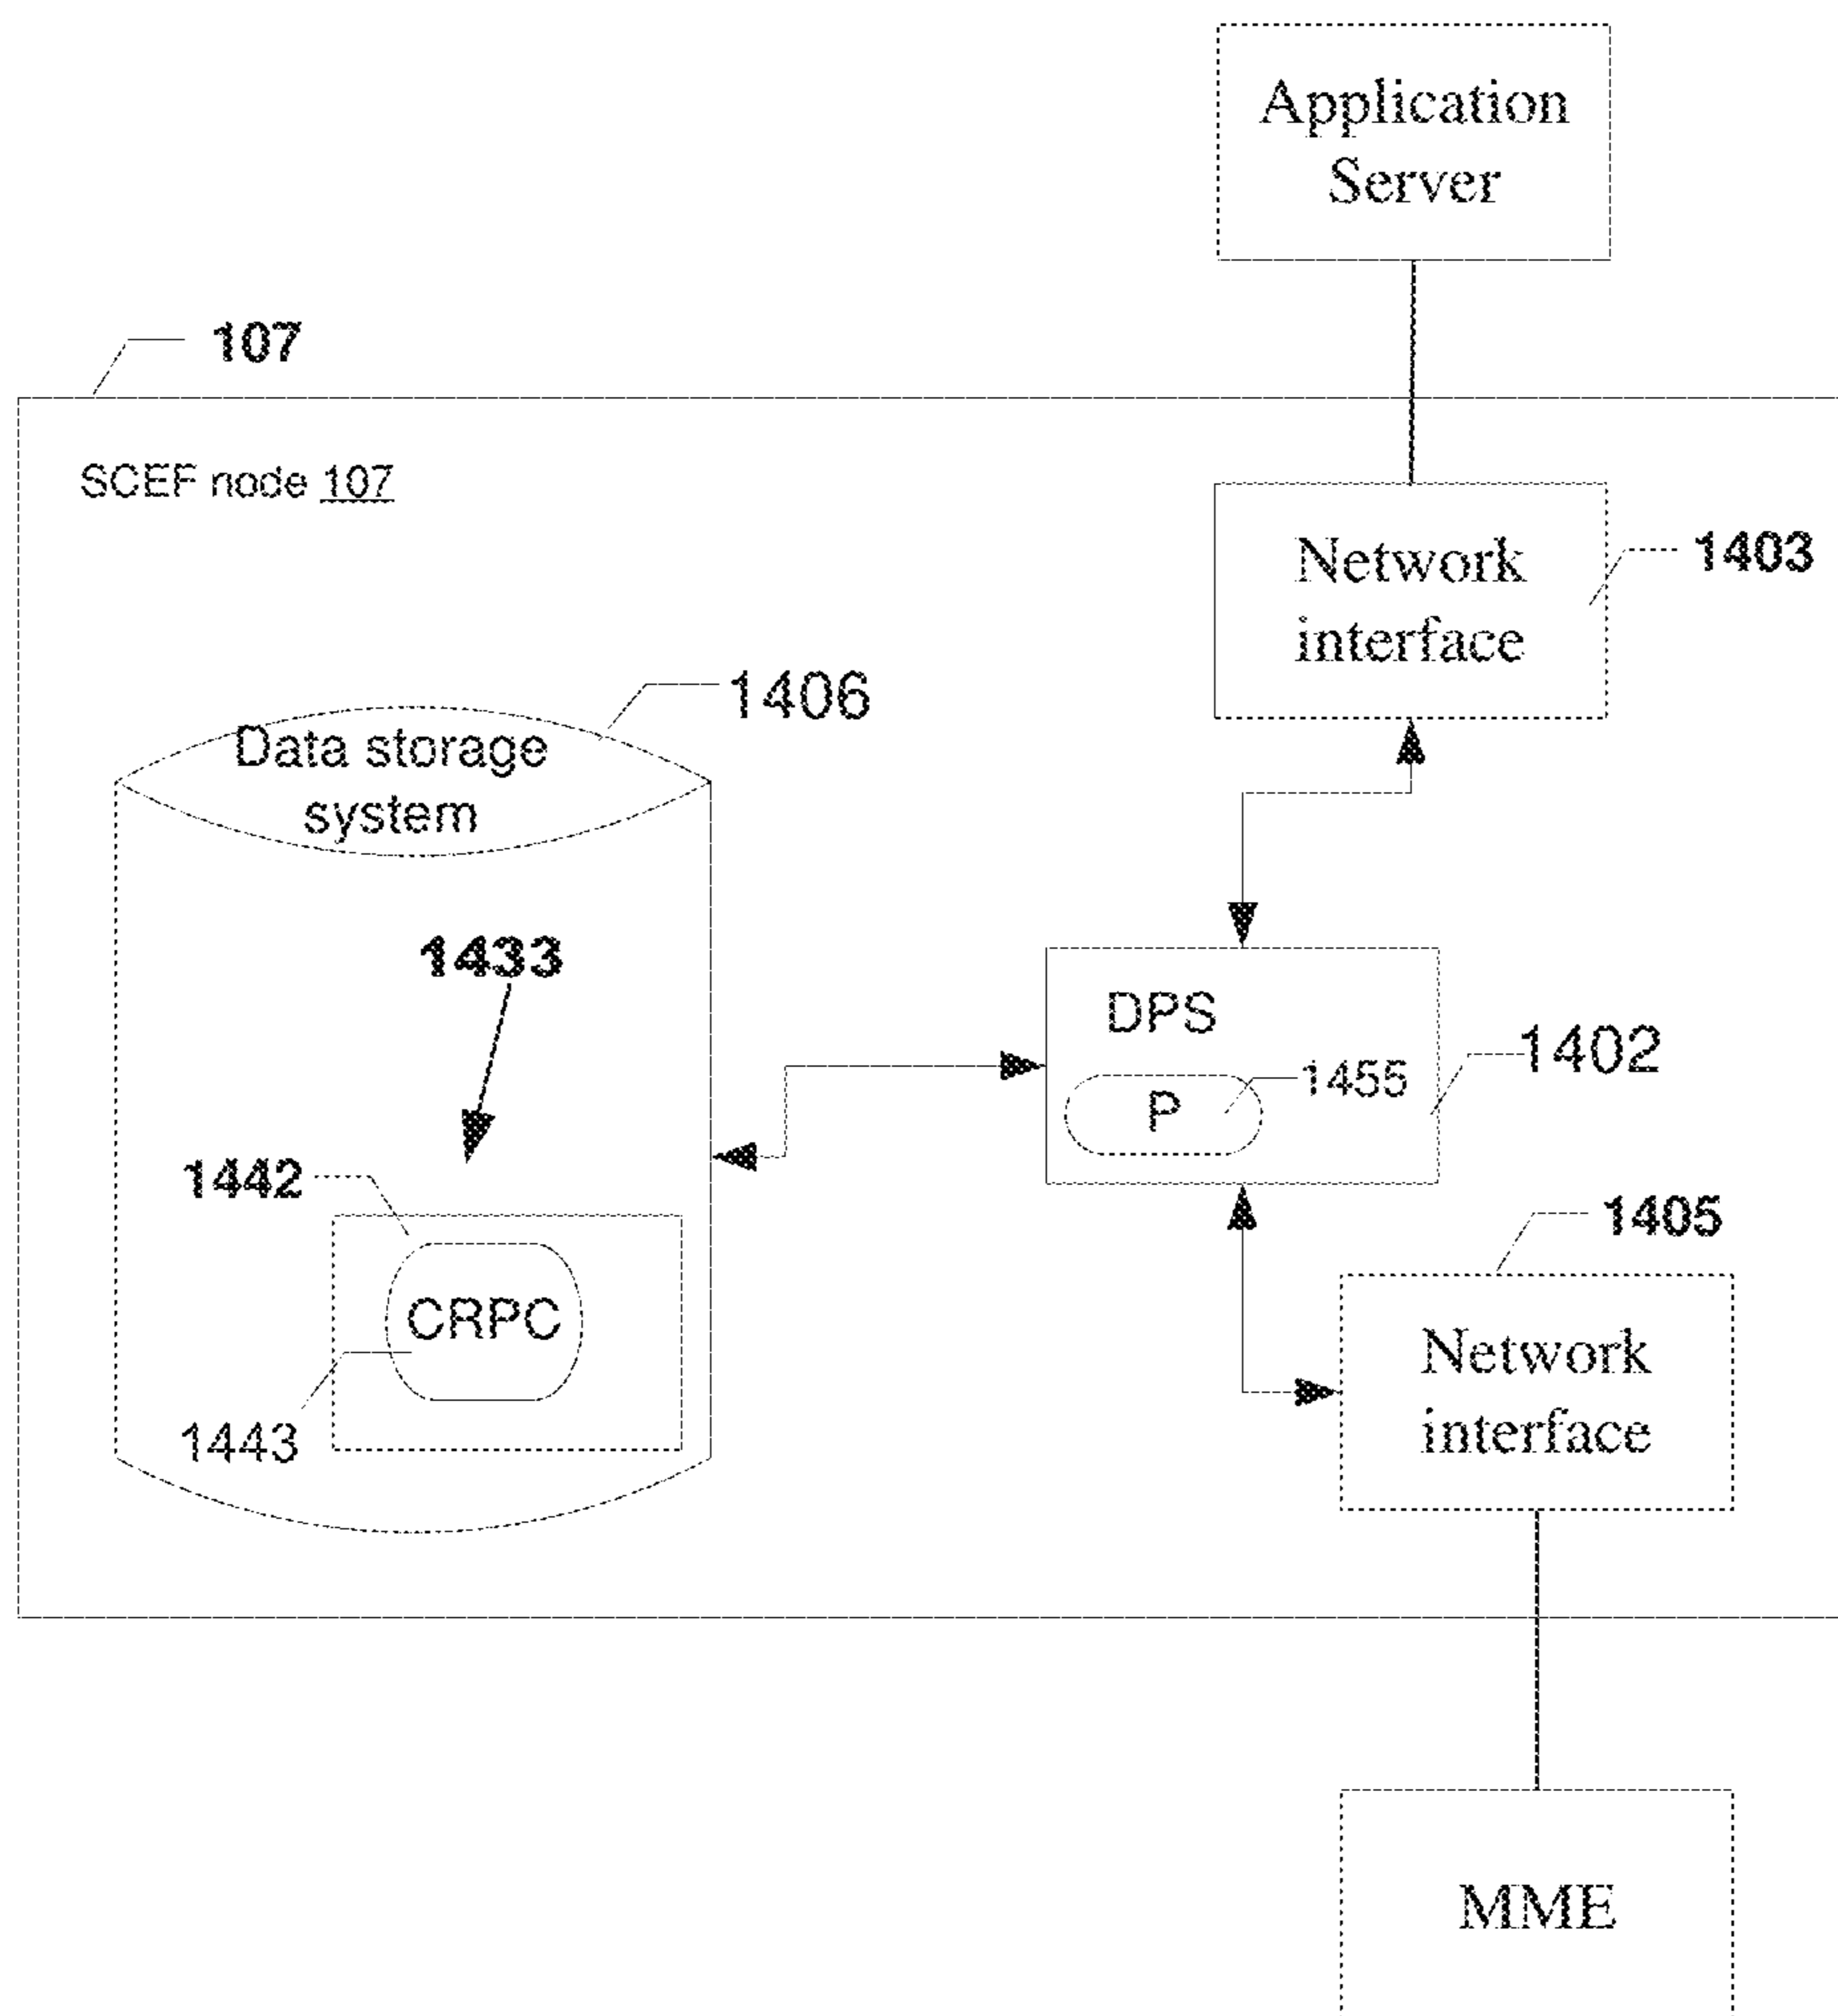 Application
Server
107
SCEF node 107
Network
interface
1403
1406
Data storage
system
1433
DPS
1402
P
1455
1442
1405
CRPC
Network
interface
1443
MME